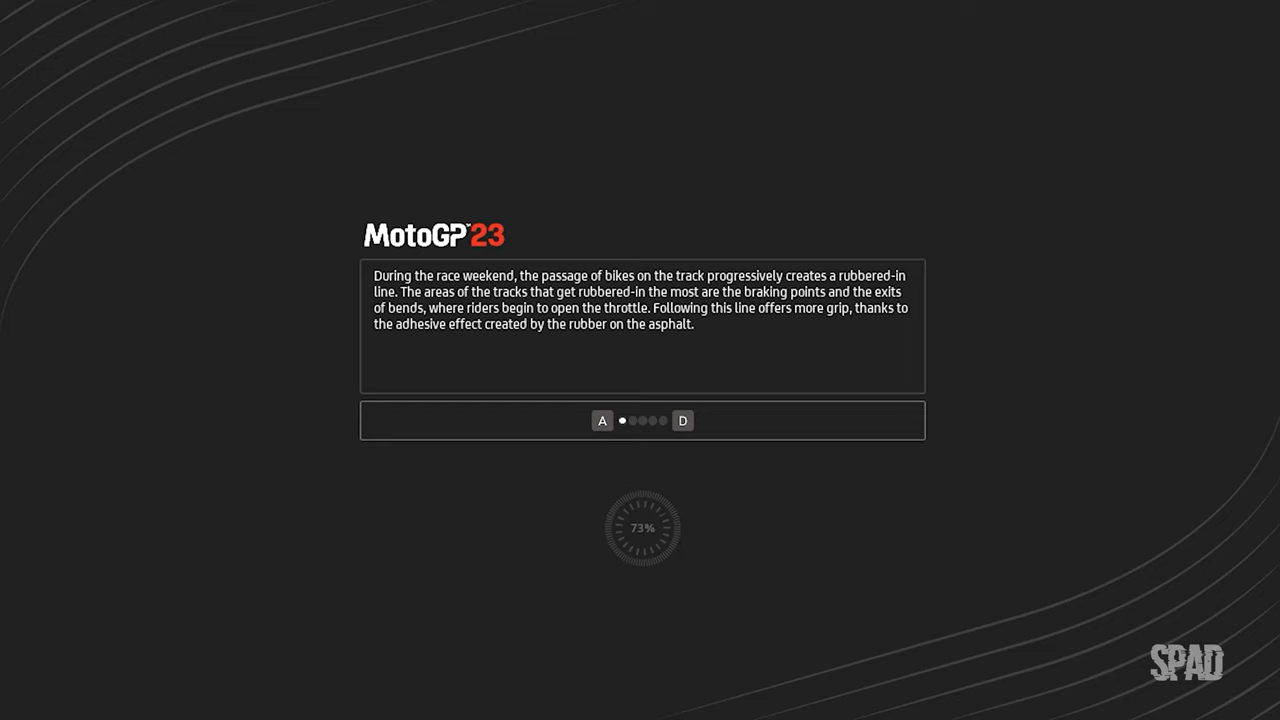 MotoGP™23
During the race weekend, the passage of bikes on the track progressively creates a rubbered-in
line. The areas of the tracks that get rubbered-in the most are the braking points and the exits
of bends, where riders begin to open the throttle. Following this line offers more grip, thanks to
the adhesive effect created by the rubber on the asphalt.
A D
73%
SPAD